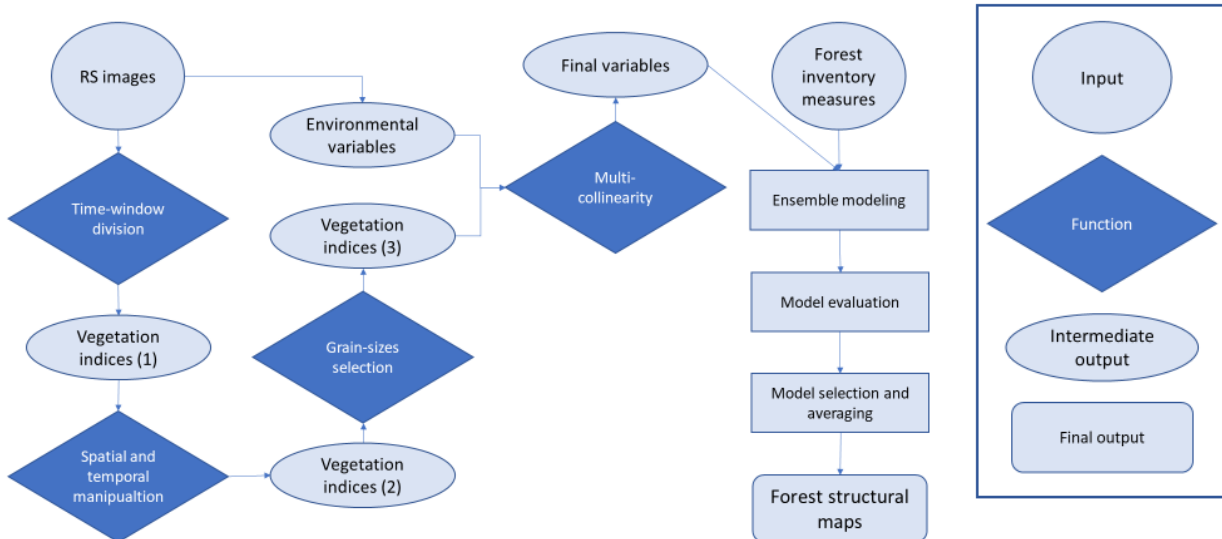 RS images
Time-window
division
Vegetation
indices (1)
Spatial and
temporal
manipualtion
Vegetation
indices (2)
Grain-sizes
selection
Vegetation
indices (3)
Environmental
variables
Multi-
collinearity
Final variables
Forest
inventory
measures
Ensemble modeling
Model evaluation
Model selection and
averaging
Forest structural
maps
Input
Function
Intermediate
output
Final output